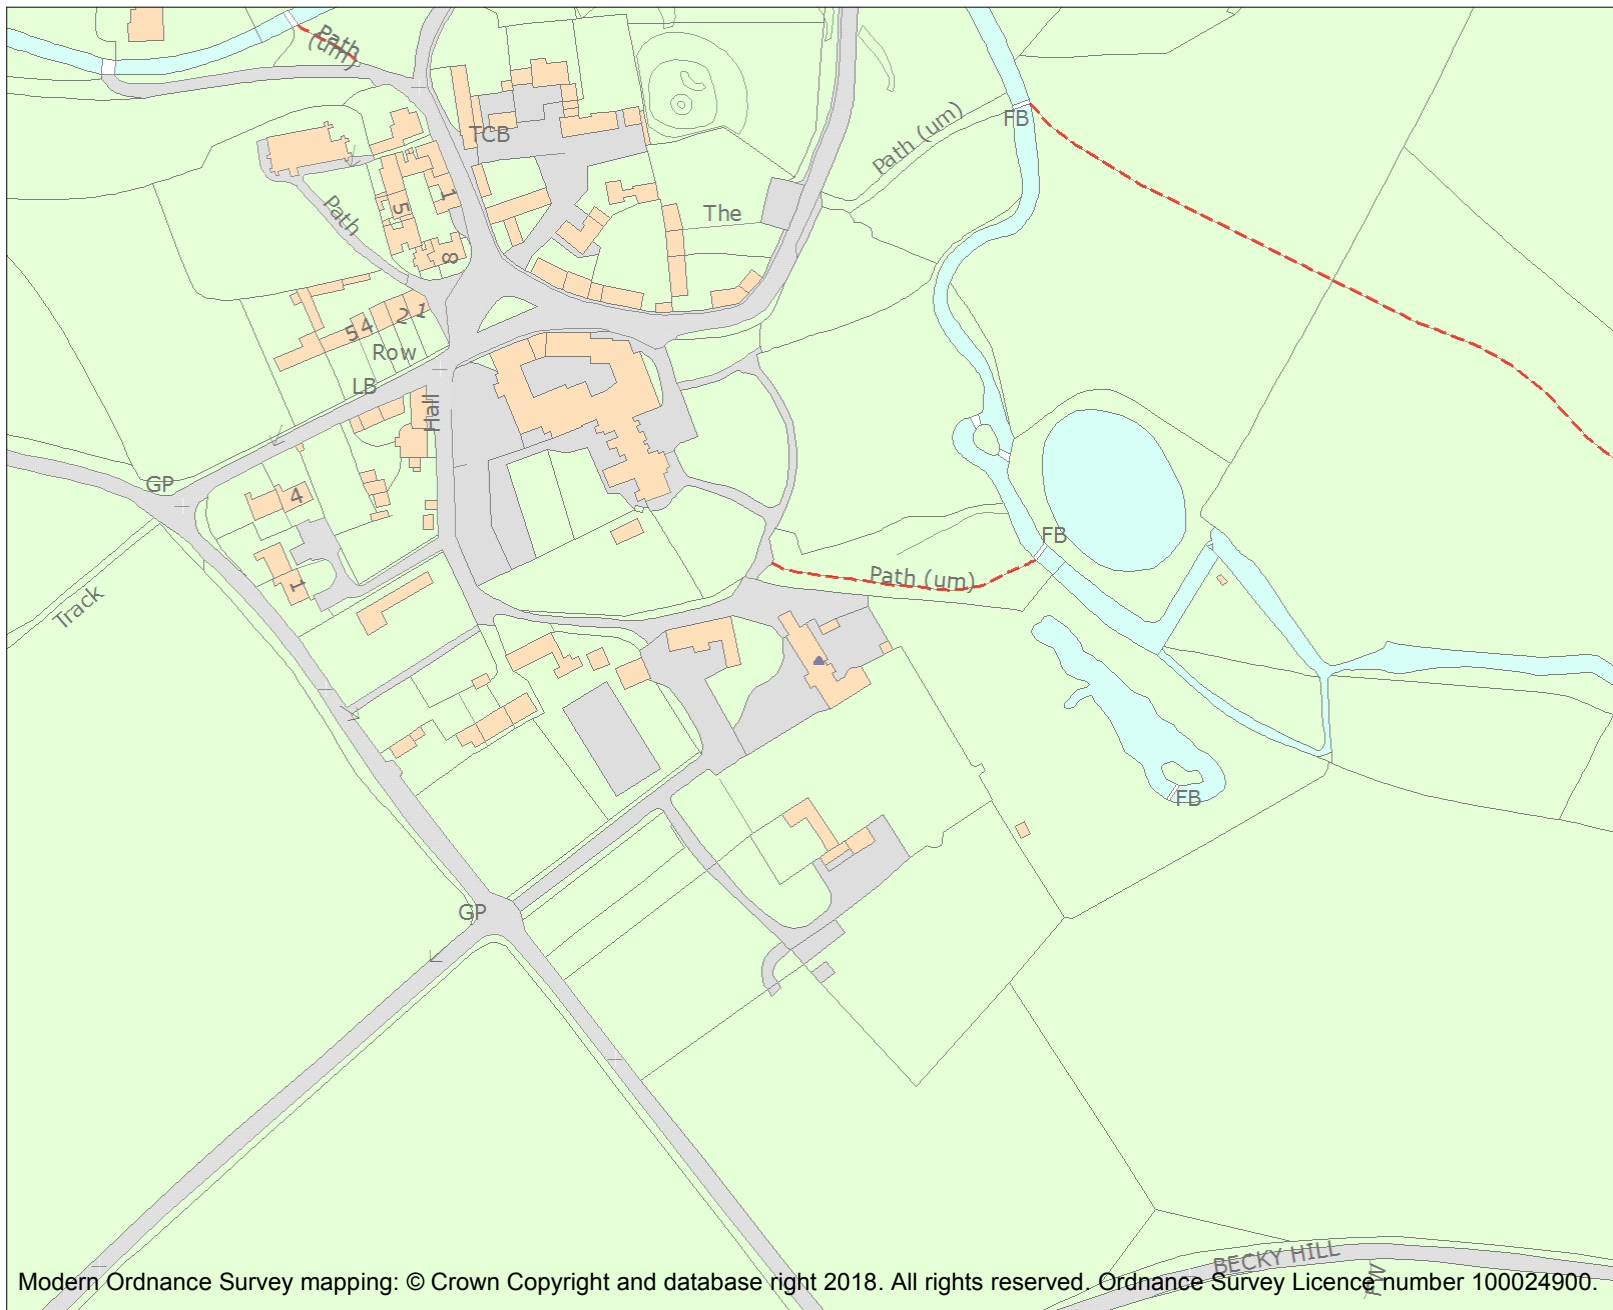 Path
(um)
TCB
FB
Path (um)
1
5
Path
The
8
1
2
54
Row
LB
Hall
GP
4
FB
1
Path (um)
Track
FB
GP
BECKY HILL
PW
Modern Ordnance Survey mapping: © Crown Copyright and database right 2018. All rights reserved. Ordnance Survey Licence number 100024900.